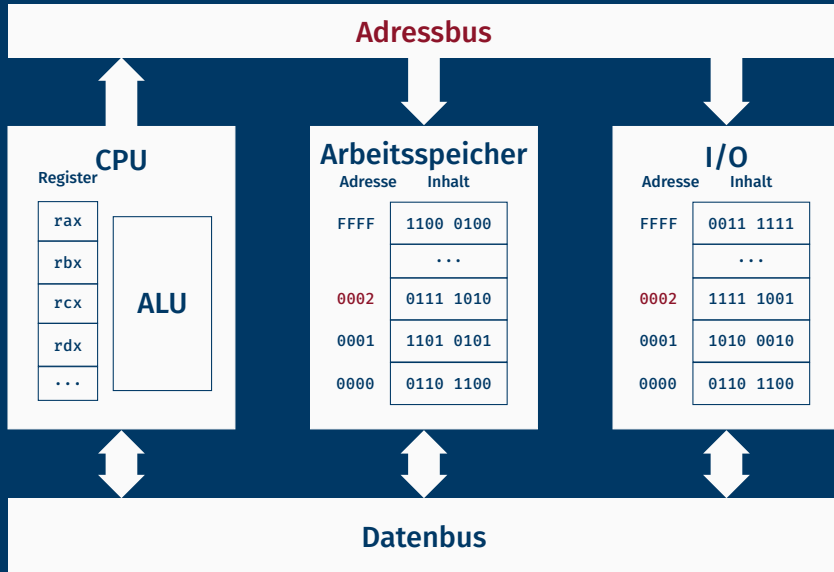 Adressbus
CPU
Register
rax
rbx
rcx
rdx
...
ALU
Arbeitsspeicher
Adresse Inhalt
FFFF 1100 0100
...
0002 0111 1010
0001 1101 0101
0000 0110 1100
I/O
Adresse Inhalt
FFFF 0011 1111
...
0002 1111 1001
0001 1010 0010
0000 0110 1100
Datenbus